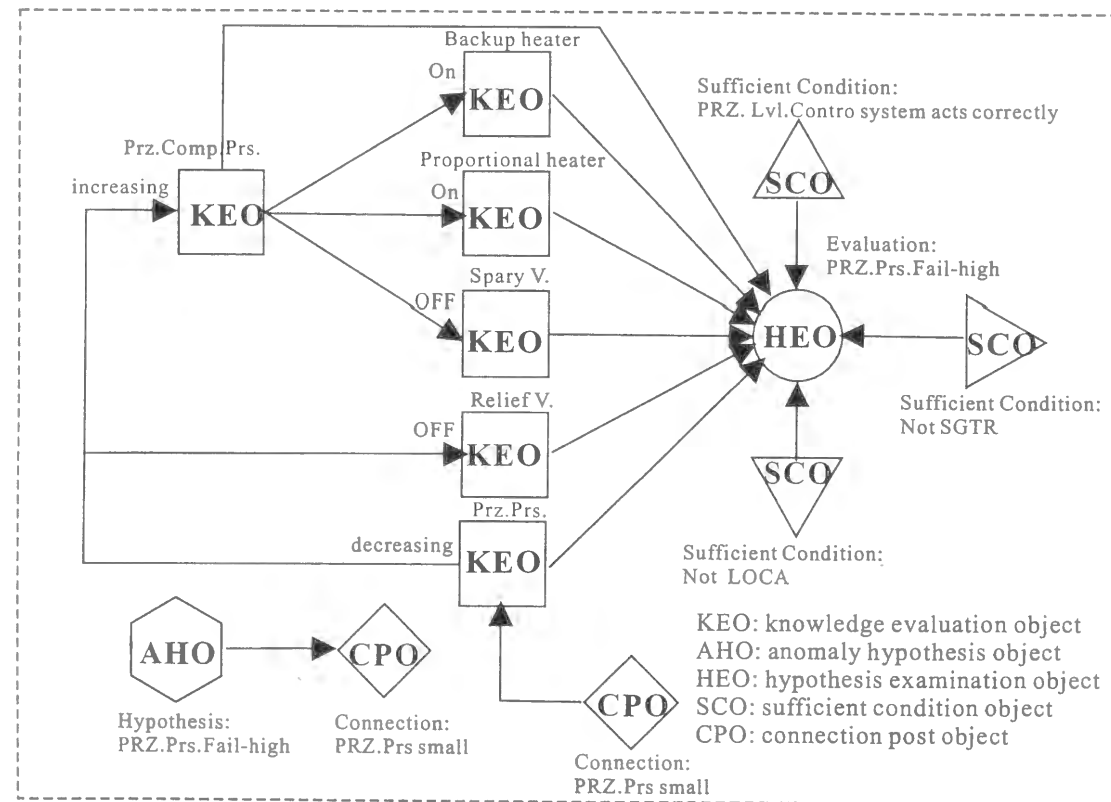 Backup heater
On
KEO
Prz.Comp.Prs.
increasing
KEO
Proportional heater
On
KEO
Spary V.
OFF
KEO
Relief V.
OFF
KEO
Prz.Prs.
decreasing
KEO
Sufficient Condition:
PRZ. Lvl.Contro system acts correctly
SCO
Evaluation:
PRZ.Prs.Fail-high
HEO
SCO
Sufficient Condition:
Not SGTR
SCO
Sufficient Condition:
Not LOCA
AHO
Hypothesis:
PRZ.Prs.Fail-high
CPO
Connection:
PRZ.Prs small
CPO
Connection:
PRZ.Prs small
KEO: knowledge evaluation object
AHO: anomaly hypothesis object
HEO: hypothesis examination object
SCO: sufficient condition object
CPO: connection post object